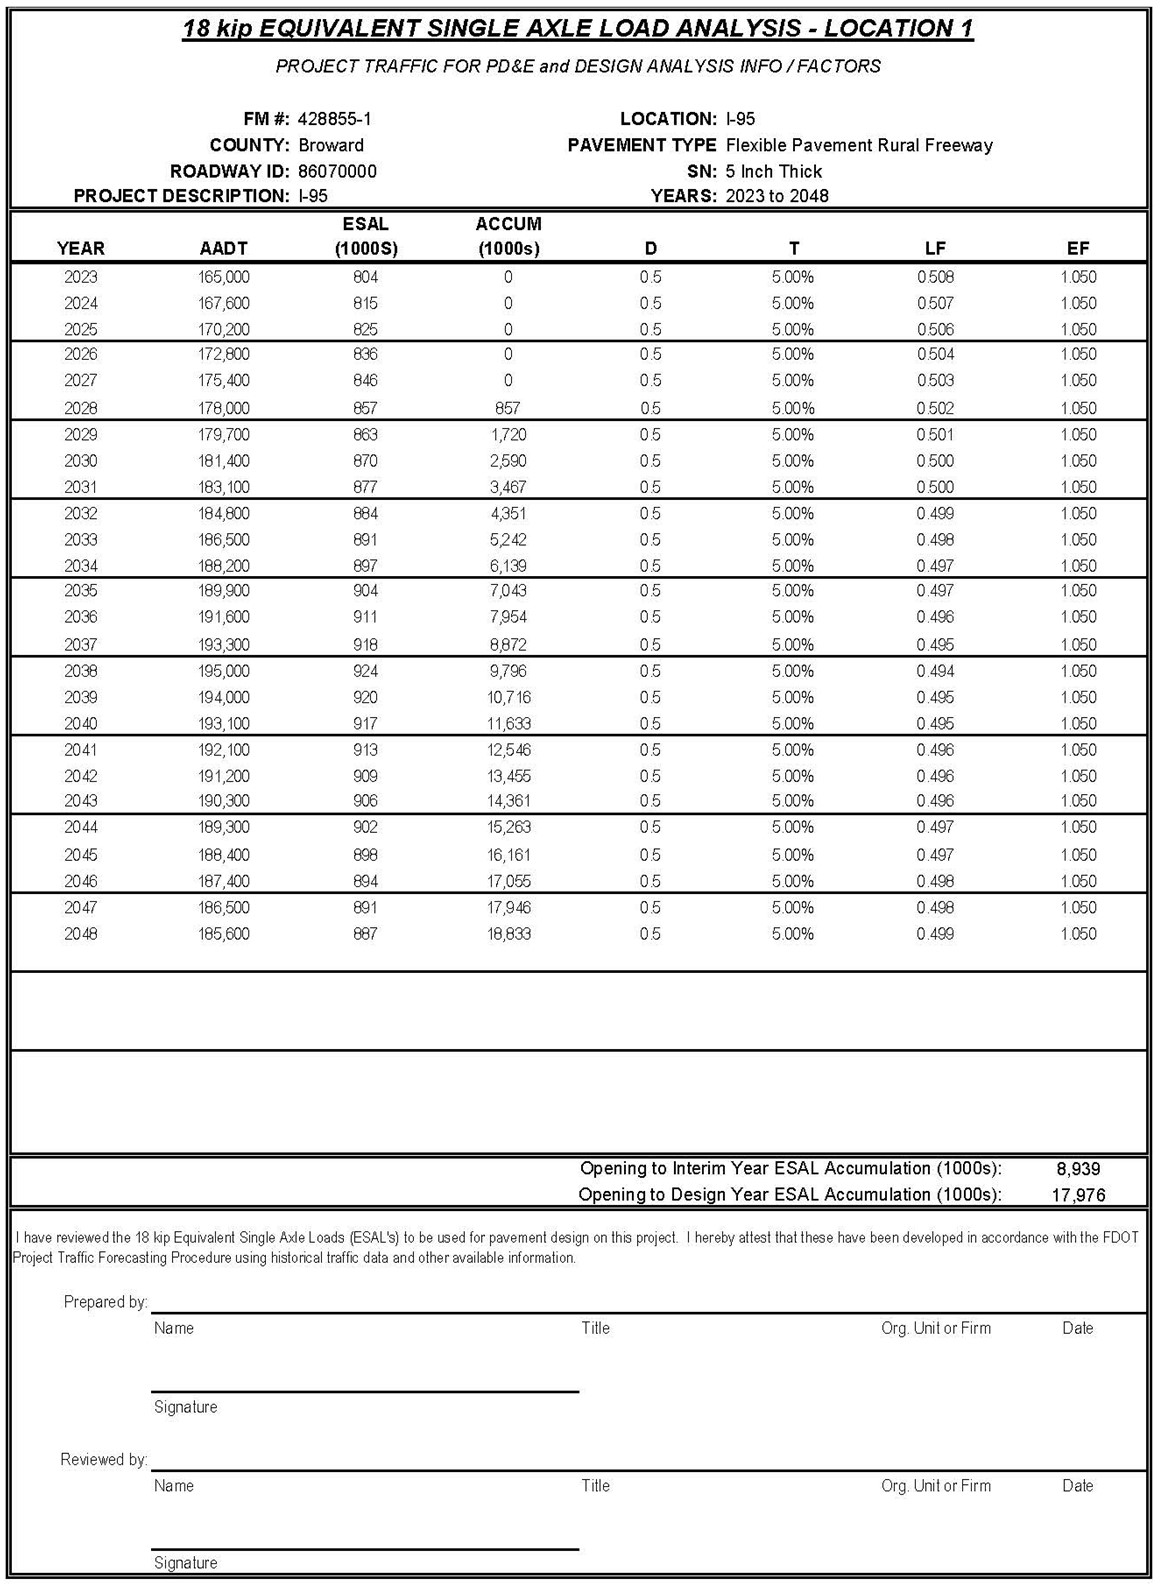 18 kip EQUIVALENT SINGLE AXLE LOAD ANALYSIS - LOCATION 1
PROJECT TRAFFIC FOR PD&E and DESIGN ANALYSIS INFO / FACTORS
FM #: 428855-1 LOCATION: I-95
COUNTY: Broward PAVEMENT TYPE Flexible Pavement Rural Freeway
ROADWAY ID: 86070000 SN: 5 Inch Thick
PROJECT DESCRIPTION: I-95 YEARS: 2023 to 2048
ESAL ACCUM
YEAR AADT (1000S) (1000s) D T LF EF
2023 165,000 804 0 0.5 5.00% 0.508 1.050
2024 167,600 815 0 0.5 5.00% 0.507 1.050
2025 170,200 825 0 0.5 5.00% 0.506 1.050
2026 172,800 836 0 0.5 5.00% 0.504 1.050
2027 175,400 846 0 0.5 5.00% 0.503 1.050
2028 178,000 857 857 0.5 5.00% 0.502 1.050
2029 179,700 863 1,720 0.5 5.00% 0.501 1.050
2030 181,400 870 2,590 0.5 5.00% 0.500 1.050
2031 183,100 877 3,467 0.5 5.00% 0.500 1.050
2032 184,800 884 4,351 0.5 5.00% 0.499 1.050
2033 186,500 891 5,242 0.5 5.00% 0.498 1.050
2034 188,200 897 6,139 0.5 5.00% 0.497 1.050
2035 189,900 904 7,043 0.5 5.00% 0.497 1.050
2036 191,600 911 7,954 0.5 5.00% 0.496 1.050
2037 193,300 918 8,872 0.5 5.00% 0.495 1.050
2038 195,000 924 9,796 0.5 5.00% 0.494 1.050
2039 194,000 920 10,716 0.5 5.00% 0.495 1.050
2040 193,100 917 11,633 0.5 5.00% 0.495 1.050
2041 192,100 913 12,546 0.5 5.00% 0.496 1.050
2042 191,200 909 13,455 0.5 5.00% 0.496 1.050
2043 190,300 906 14,361 0.5 5.00% 0.496 1.050
2044 189,300 902 15,263 0.5 5.00% 0.497 1.050
2045 188,400 898 16,161 0.5 5.00% 0.497 1.050
2046 187,400 894 17,055 0.5 5.00% 0.498 1.050
2047 186,500 891 17,946 0.5 5.00% 0.498 1.050
2048 185,600 887 18,833 0.5 5.00% 0.499 1.050
Opening to Interim Year ESAL Accumulation (1000s): 8,939
Opening to Design Year ESAL Accumulation (1000s): 17,976
I have reviewed the 18 kip Equivalent Single Axle Loads (ESAL's) to be used for pavement design on this project. I hereby attest that these have been developed in accordance with the FDOT
Project Traffic Forecasting Procedure using historical traffic data and other available information.
Prepared by:
Name Title Org. Unit or Firm Date
Signature
Reviewed by:
Name Title Org. Unit or Firm Date
Signature